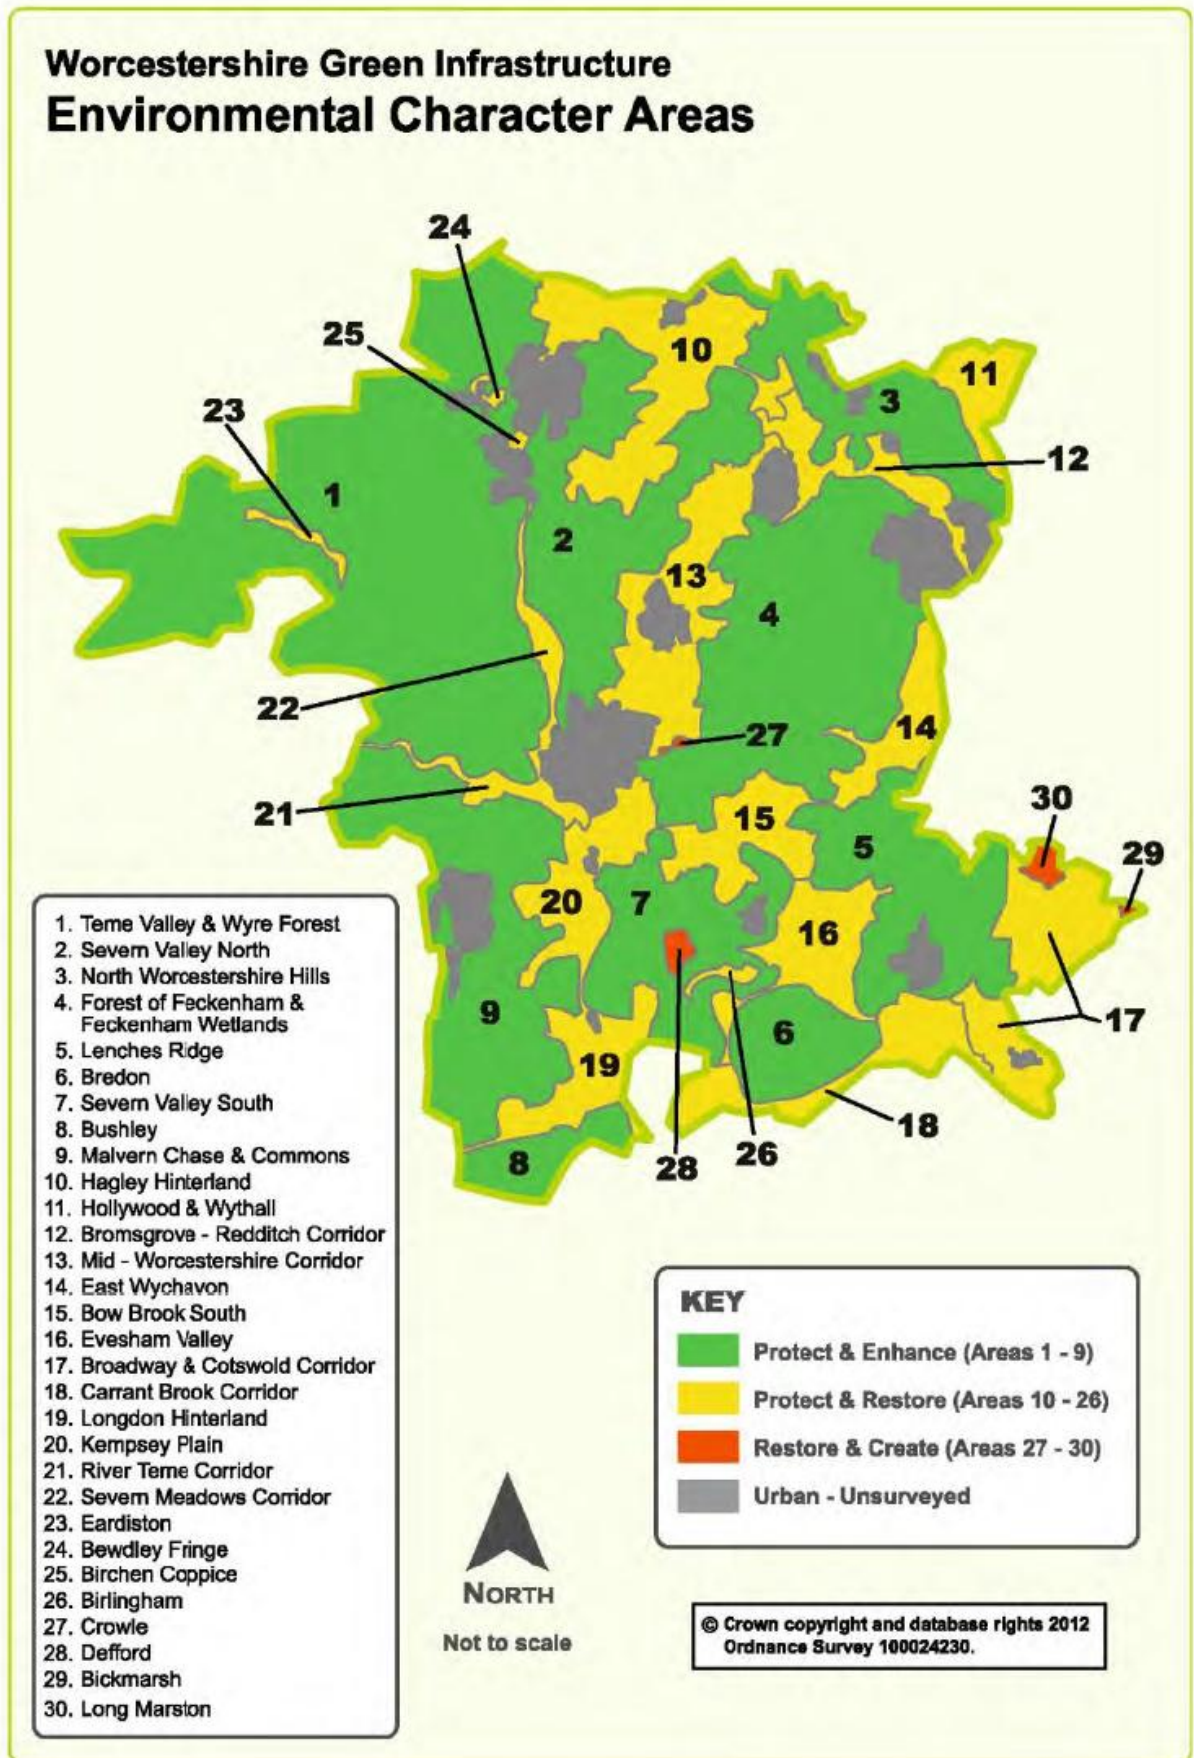 Worcestershire Green Infrastructure
Environmental Character Areas
24
25
10
11
23
3
12
1
2
13
4
22
14
27
21
15
30
5
29
20
7
16
9
17
6
19
18
26
28
8
1. Teme Valley & Wyre Forest
2. Severn Valley North
3. North Worcestershire Hills
4. Forest of Feckenham &
Feckenham Wetlands
5. Lenches Ridge
6. Bredon
7. Severn Valley South
8. Bushley
9. Malvern Chase & Commons
10. Hagley Hinterland
11. Hollywood & Wythall
12. Bromsgrove - Redditch Corridor
13. Mid - Worcestershire Corridor
14. East Wychavon
15. Bow Brook South
16. Evesham Valley
17. Broadway & Cotswold Corridor
18. Carrant Brook Corridor
19. Longdon Hinterland
20. Kempsey Plain
21. River Teme Corridor
22. Severn Meadows Corridor
23. Eardiston
24. Bewdley Fringe
25. Birchen Coppice
26. Birlingham
27. Crowle
28. Defford
29. Bickmarsh
30. Long Marston
KEY
Protect & Enhance (Areas 1 - 9)
Protect & Restore (Areas 10 - 26)
Restore & Create (Areas 27 - 30)
Urban - Unsurveyed
NORTH
Not to scale
© Crown copyright and database rights 2012
Ordnance Survey 100024230.